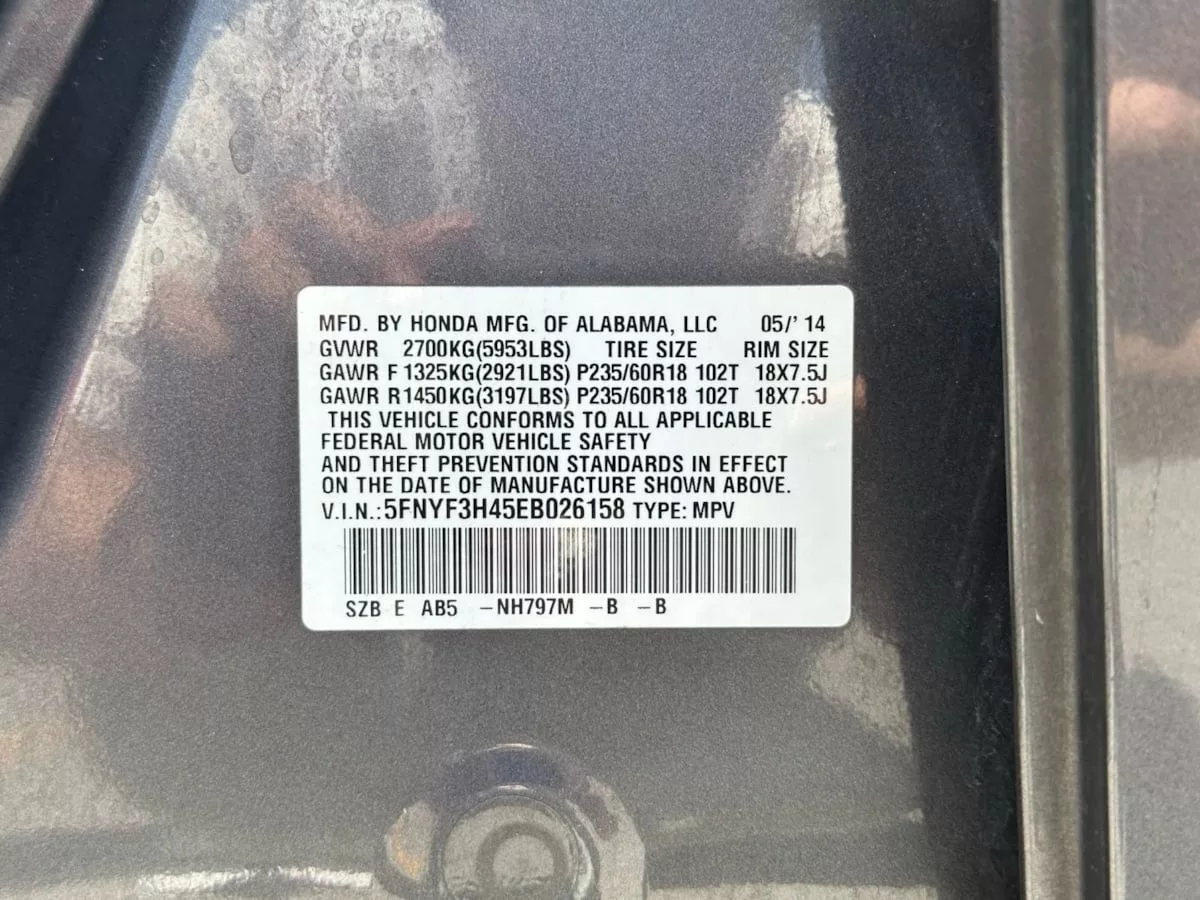 MFD. BY HONDA MFG. OF ALABAMA, LLC 05/' 14
GVWR 2700KG(5953LBS) TIRE SIZE RIM SIZE
GAWR F 1325KG(2921LBS) P235/60R18 102T 18X7.5J
GAWR R1450KG(3197LBS) P235/60R18 102T 18X7.5J
THIS VEHICLE CONFORMS TO ALL APPLICABLE
FEDERAL MOTOR VEHICLE SAFETY
AND THEFT PREVENTION STANDARDS IN EFFECT
ON THE DATE OF MANUFACTURE SHOWN ABOVE.
V.I.N.:5FNYF3H45EB026158 TYPE: MPV
SZB E AB5 -NH797M -B -B